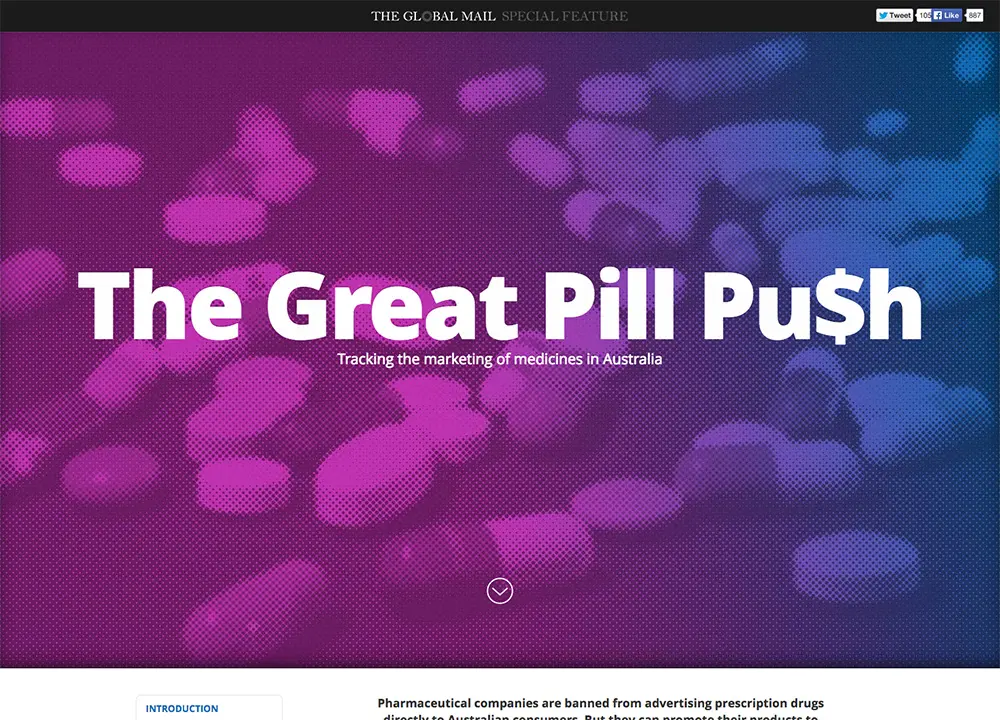 THE GLOBAL MAIL SPECIAL FEATURE
Tweet 105 Like 887
The Great Pill Pu$h
Tracking the marketing of medicines in Australia
INTRODUCTION
Pharmaceutical companies are banned from advertising prescription drugs
directly to Australian consumers. But they can promote their products to